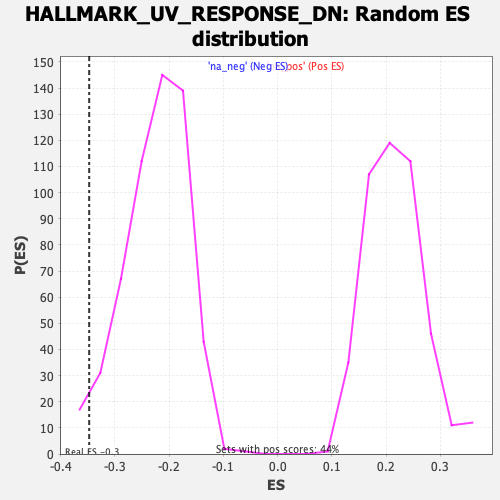 HALLMARK_UV_RESPONSE_DN: Random ES
distribution
'na_neg' (Neg ES) pos' (Pos ES)
150
140
130
120
110
100
90
80
70
60
50
40
30
20
10
0
P(ES)
Real ES -0.3
Sets with pos scores: 44%
-0.4 -0.3 -0.2 -0.1 0.0 0.1 0.2 0.3
ES